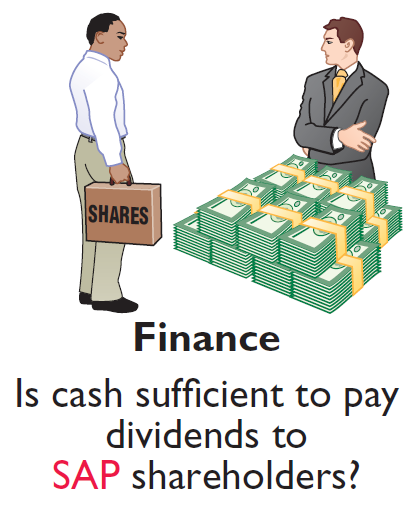 SHARES
Finance
Is cash sufficient to pay
dividends to
SAP shareholders?